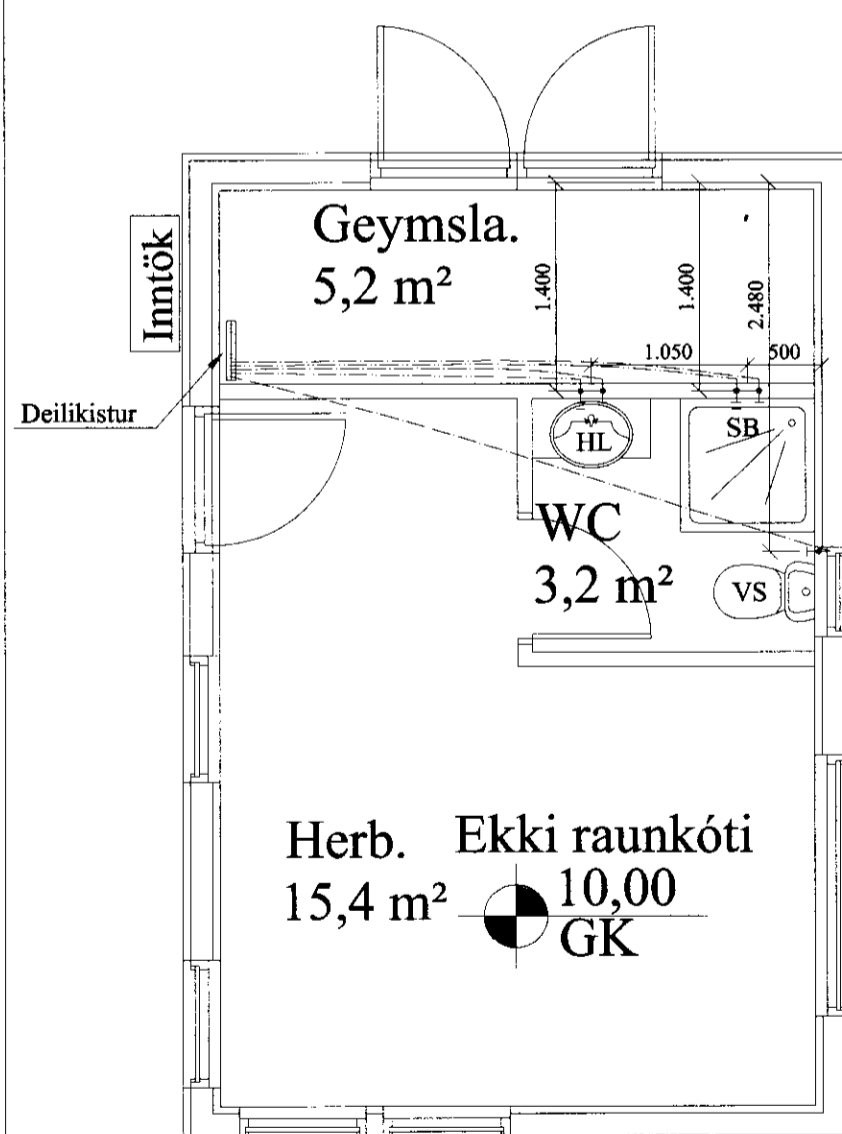 Geymsla.
5,2 m²
Inntök
1.400
1.400
2.480
1.050
500
Deilikistur
HL
SB
WC
3,2 m²
VS
Herb.
15,4 m²
Ekki raunkóti
10,00
GK